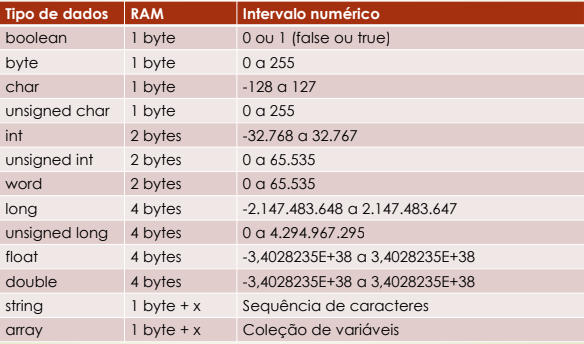 Tipo de dados RAM Intervalo numérico
boolean 1 byte 0 ou 1 (false ou true)
byte 1 byte 0 a 255
char 1 byte -128 a 127
unsigned char 1 byte 0 a 255
int 2 bytes -32.768 a 32.767
unsigned int 2 bytes 0 a 65.535
word 2 bytes 0 a 65.535
long 4 bytes -2.147.483.648 a 2.147.483.647
unsigned long 4 bytes 0 a 4.294.967.295
float 4 bytes -3,4028235E+38 a 3,4028235E+38
double 4 bytes -3,4028235E+38 a 3,4028235E+38
string 1 byte + x Sequência de caracteres
array 1 byte + x Coleção de variáveis